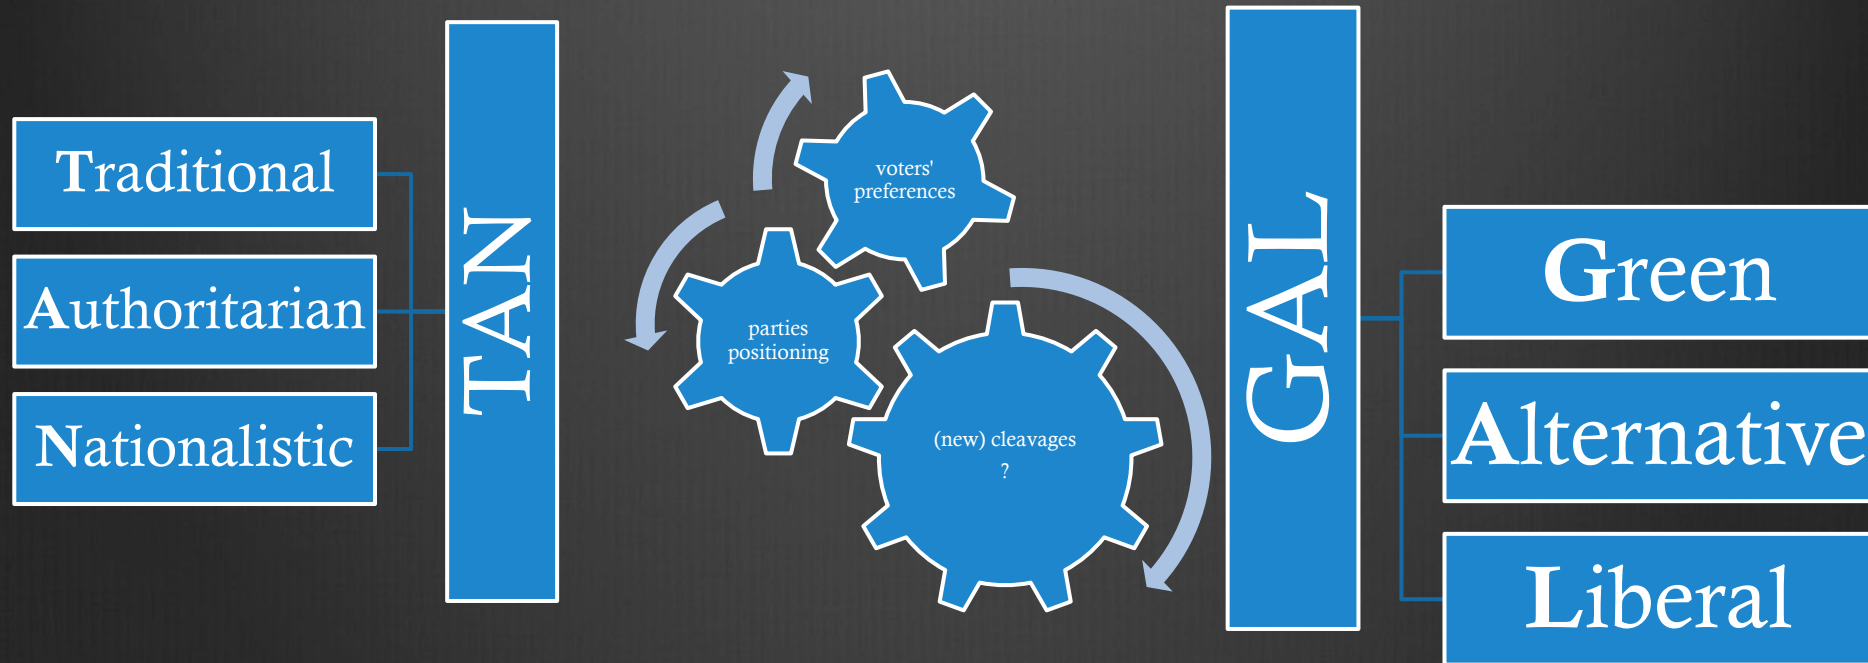 Traditional
Authoritarian
Nationalistic
TAN
voters'
preferences
parties
positioning
(new) cleavages
?
GAL
Green
Alternative
Liberal